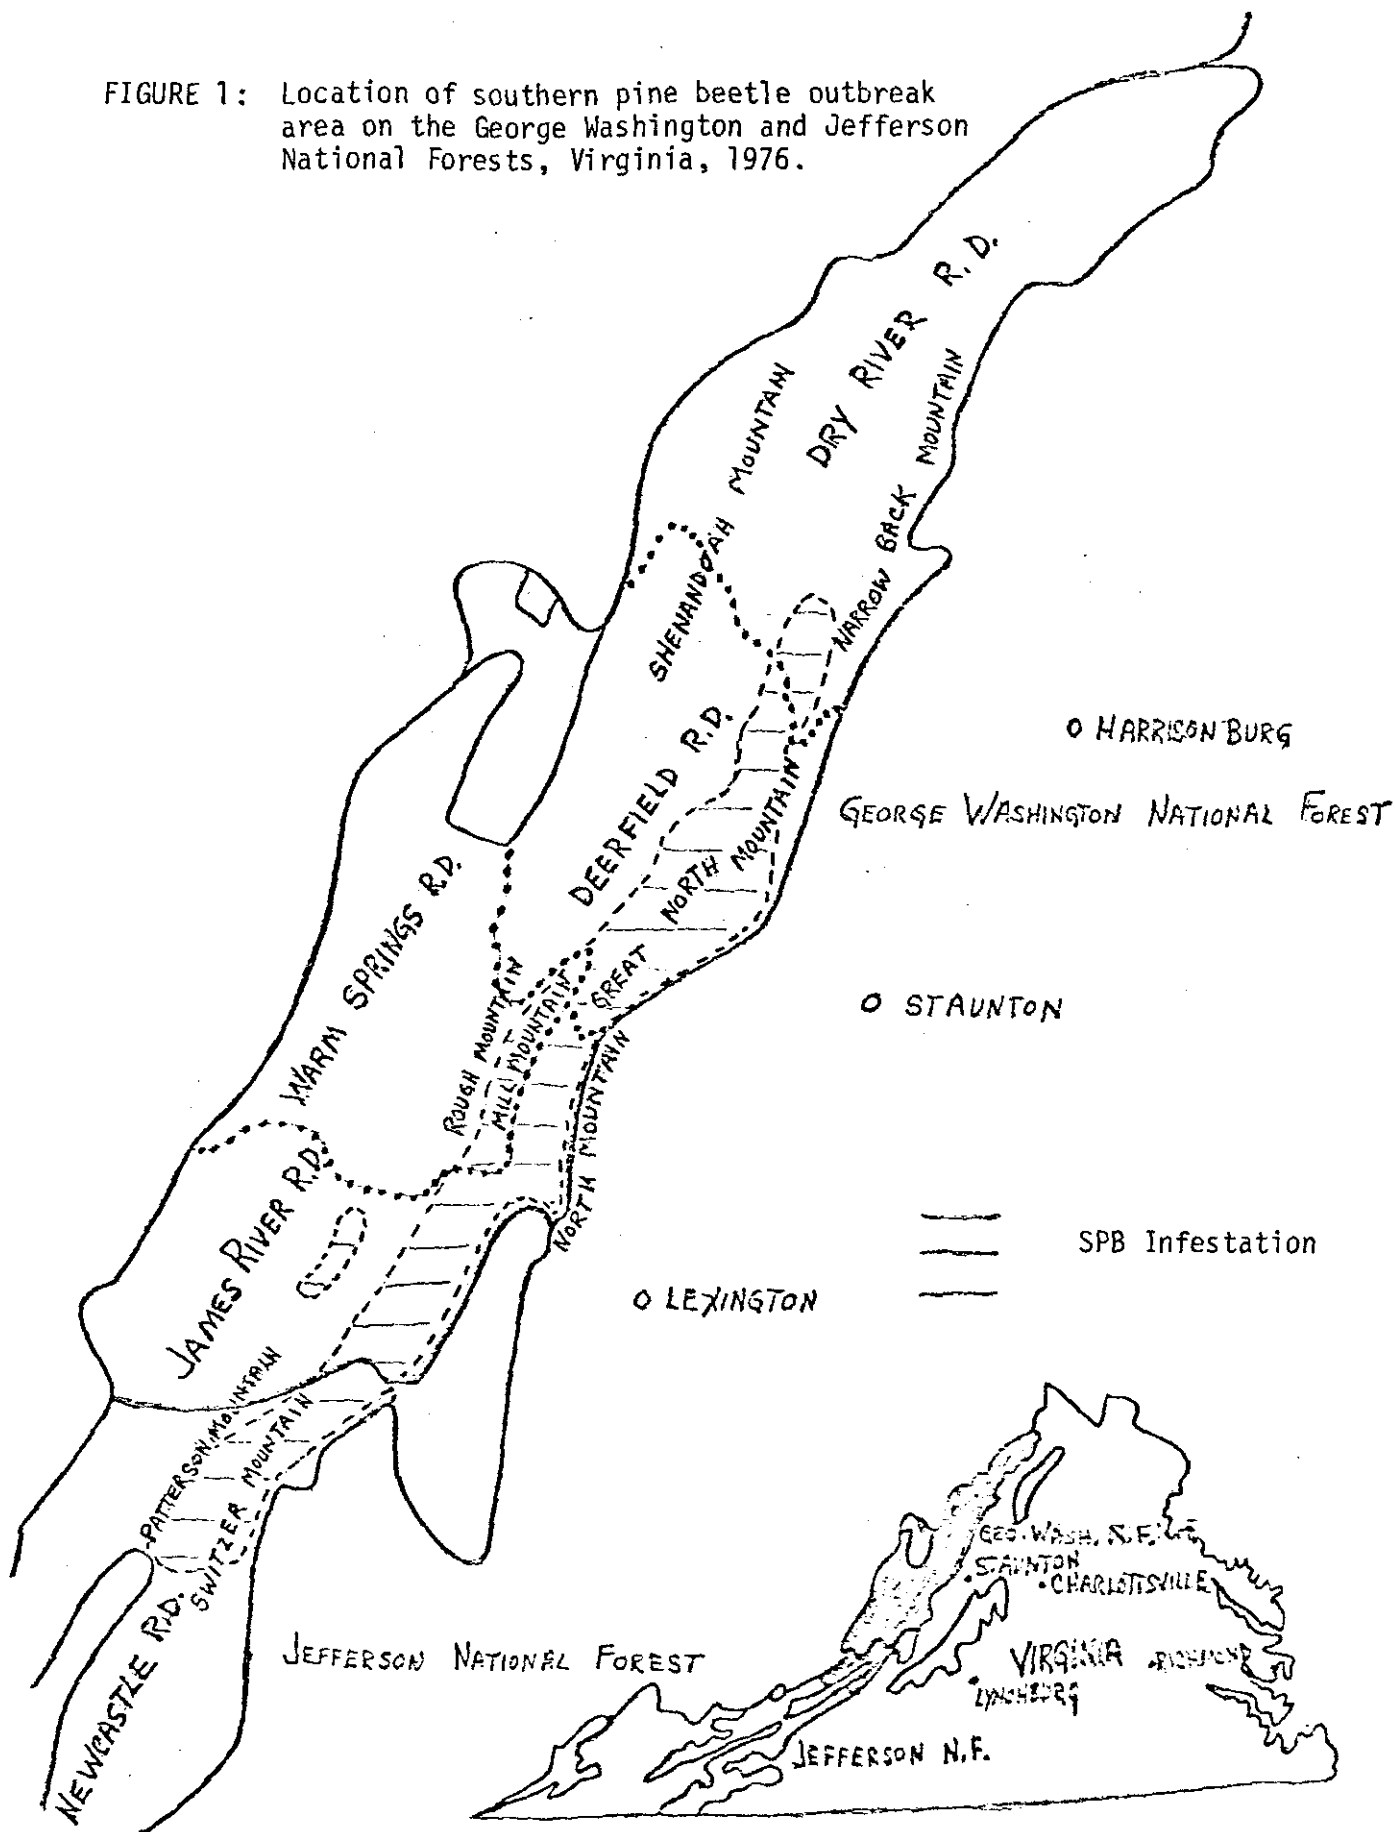 FIGURE 1: Location of southern pine beetle outbreak
area on the George Washington and Jefferson
National Forests, Virginia, 1976.
DRY RIVER R.D.
SHENANDOAH MOUNTAIN
NARROW BACK MOUNTAIN
O HARRISONBURG
DEERFIELD R.D.
GEORGE WASHINGTON NATIONAL FOREST
GREAT NORTH MOUNTAIN
WARM SPRINGS R.D.
O STAUNTON
ROUGH MOUNTAIN
MILL MOUNTAIN
NORTH MOUNTAIN
JAMES RIVER R.D.
SPB Infestation
O LEXINGTON
PATTERSON MOUNTAIN
SWITZER MOUNTAIN
NEWCASTLE R.D.
JEFFERSON NATIONAL FOREST
GEO. WASH. N.F.
STAUNTON
CHARLOTTSVILLE
VIRGINIA
RICHMOND
LYNCHBURG
JEFFERSON N.F.